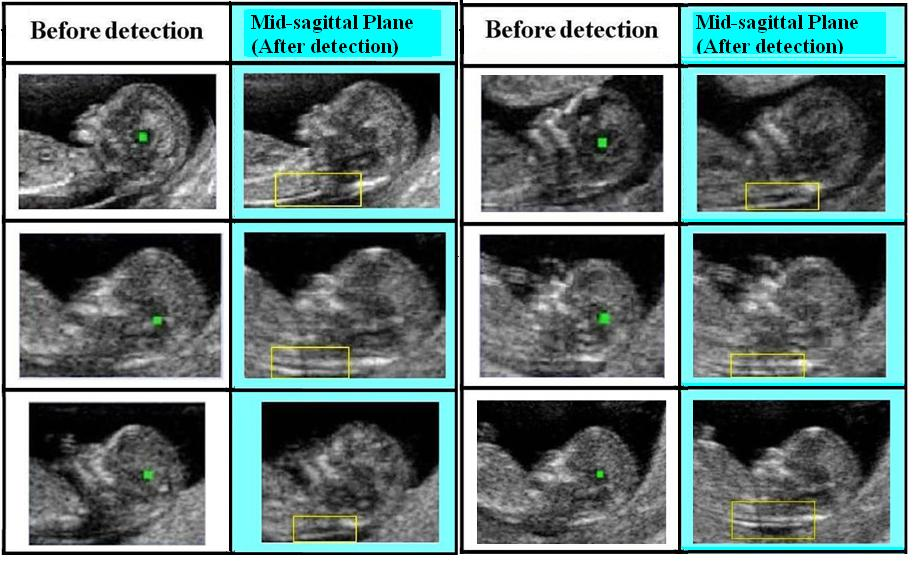 Before detection
Mid-sagittal Plane
(After detection)
Before detection
Mid-sagittal Plane
(After detection)